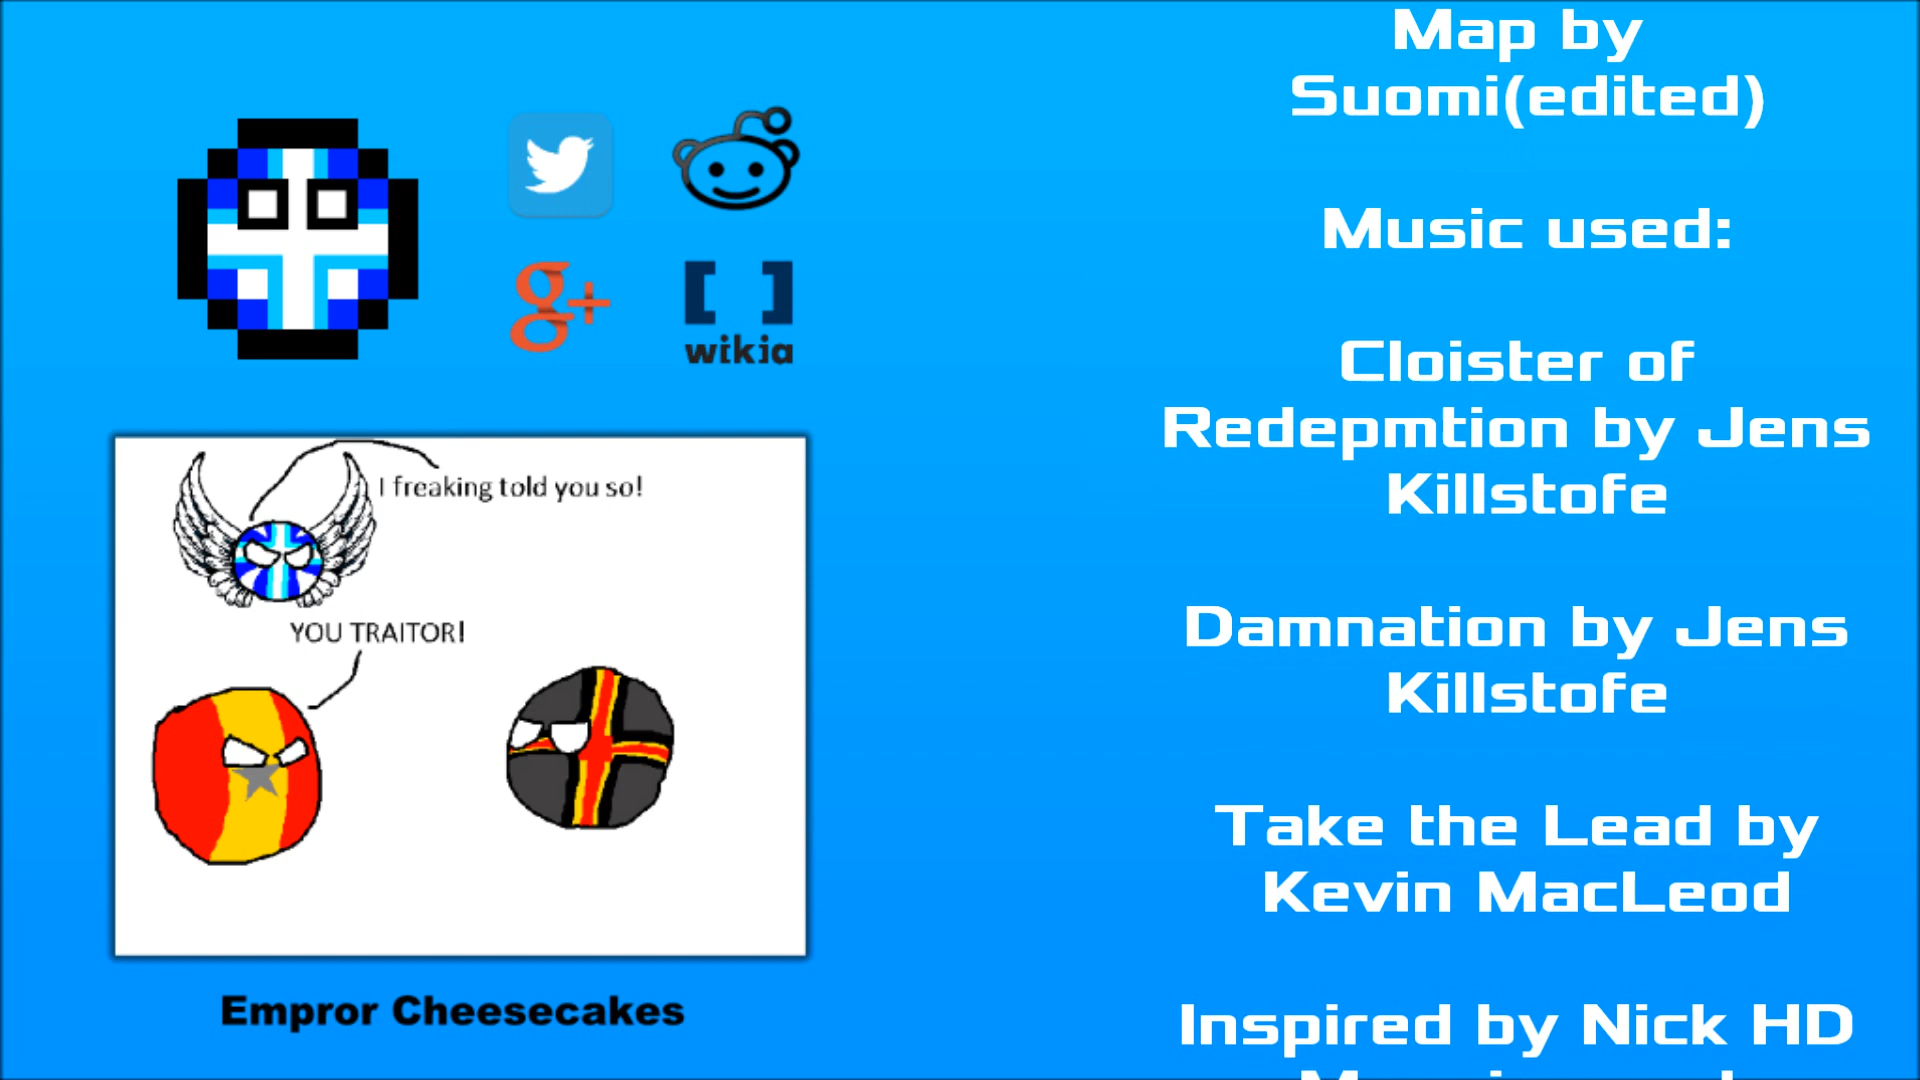 Map by
Suomi(edited)
Music used:
Cloister of
Redepmtion by Jens
Killstofe
Damnation by Jens
Killstofe
Take the Lead by
Kevin MacLeod
Inspired by Nick HD
g+
[ ]
wikia
I freaking told you so!
YOU TRAITOR!
Empror Cheesecakes